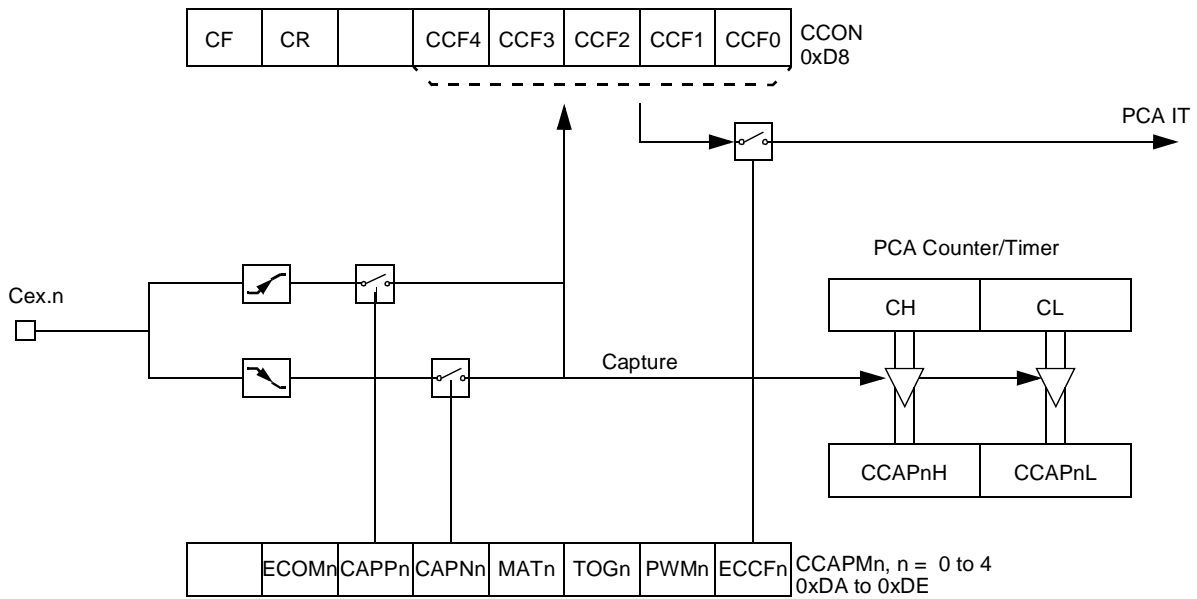 CF CR CCF4 CCF3 CCF2 CCF1 CCF0 CCON
0xD8
PCA IT
PCA Counter/Timer
Cex.n
CH CL
Capture
CCAPnH CCAPnL
ECOMn CAPPn CAPNn MATn TOGn PWMn ECCFn CCAPMn, n = 0 to 4
0xDA to 0xDE